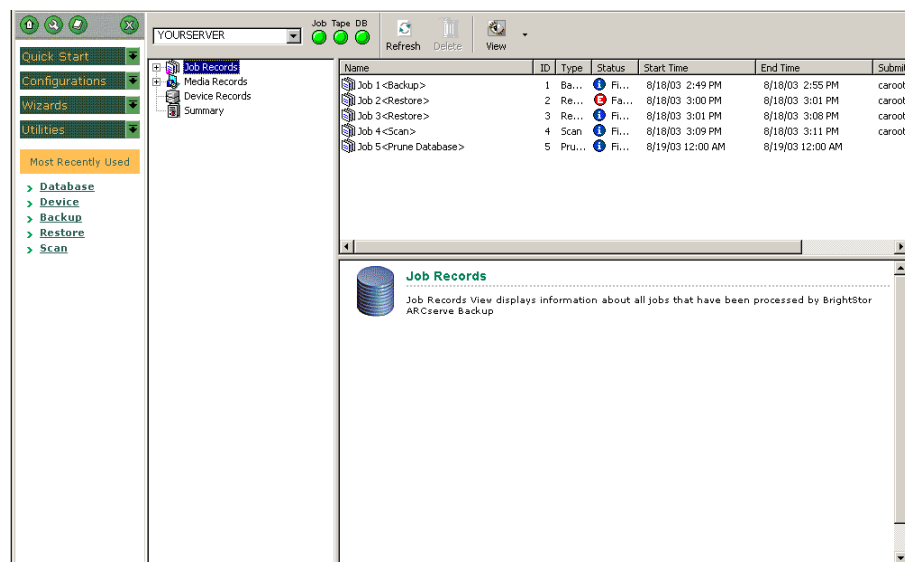 Job Tape DB
YOURSERVER
Refresh Delete View
Quick Start
Configurations
Wizards
Utilities
Most Recently Used
Database
Device
Backup
Restore
Scan
Job Records
Media Records
Device Records
Summary
Name ID Type Status Start Time End Time Submit
Job 1<Backup> 1 Ba... Fi... 8/18/03 2:49 PM 8/18/03 2:55 PM caroot
Job 2<Restore> 2 Re... Fa... 8/18/03 3:00 PM 8/18/03 3:01 PM caroot
Job 3<Restore> 3 Re... Fi... 8/18/03 3:01 PM 8/18/03 3:08 PM caroot
Job 4<Scan> 4 Scan Fi... 8/18/03 3:09 PM 8/18/03 3:11 PM caroot
Job 5<Prune Database> 5 Pru... Fi... 8/19/03 12:00 AM 8/19/03 12:00 AM
Job Records
Job Records View displays information about all jobs that have been processed by BrightStor
ARCserve Backup